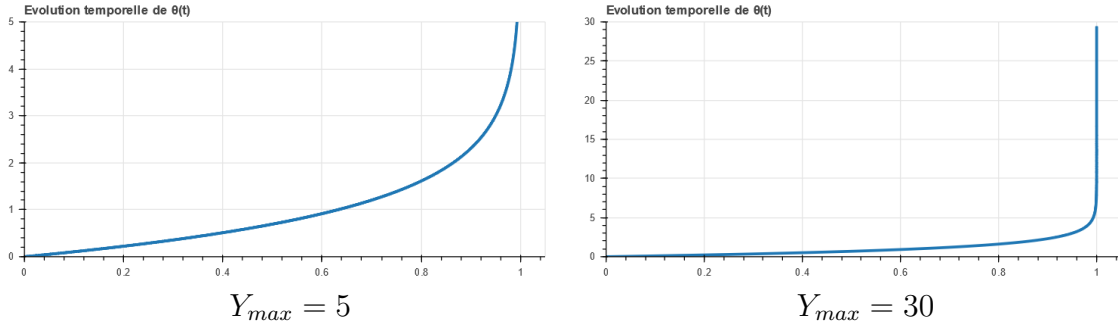 Evolution temporelle de θ(t)
5
4
3
2
1
0
0 0.2 0.4 0.6 0.8 1
Y_max = 5
Evolution temporelle de θ(t)
30
25
20
15
10
5
0
0 0.2 0.4 0.6 0.8 1
Y_max = 30